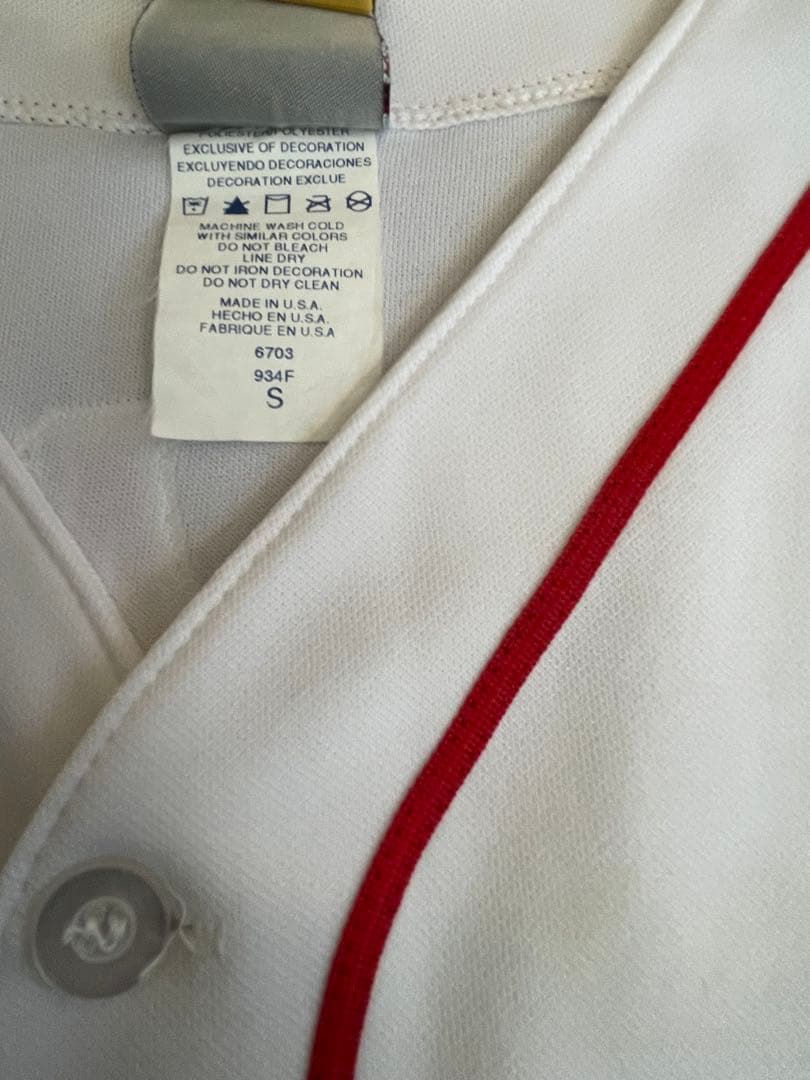 POLIESTER/POLYESTER
EXCLUSIVE OF DECORATION
EXCLUYENDO DECORACIONES
DECORATION EXCLUE
MACHINE WASH COLD
WITH SIMILAR COLORS
DO NOT BLEACH
LINE DRY
DO NOT IRON DECORATION
DO NOT DRY CLEAN
MADE IN U.S.A.
HECHO EN U.S.A.
FABRIQUE EN U.S.A
6703
934F
S